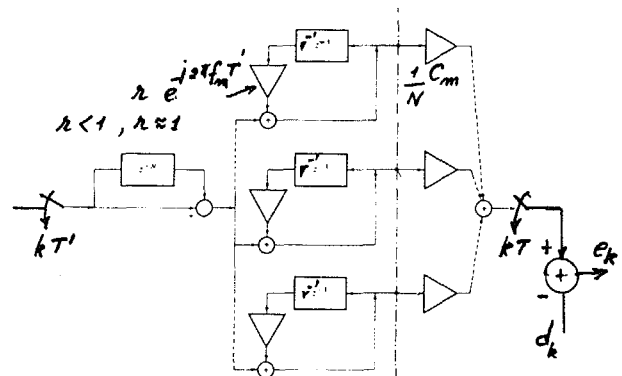 r e^{-j2πf_m T'}
r < 1 , r ≈ 1
1/N C_m
kT'
kT
+
+
-
e_k
d_k